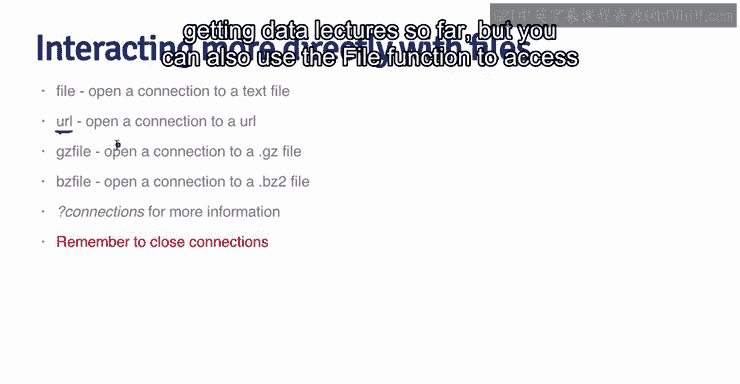 getting data lectures so far, but you
can also use the File function to access
Interacting more directly with files
· file - open a connection to a text file
· url - open a connection to a url
· gzfile - open a connection to a .gz file
· bzfile - open a connection to a .bz2 file
· ?connections for more information
· Remember to close connections